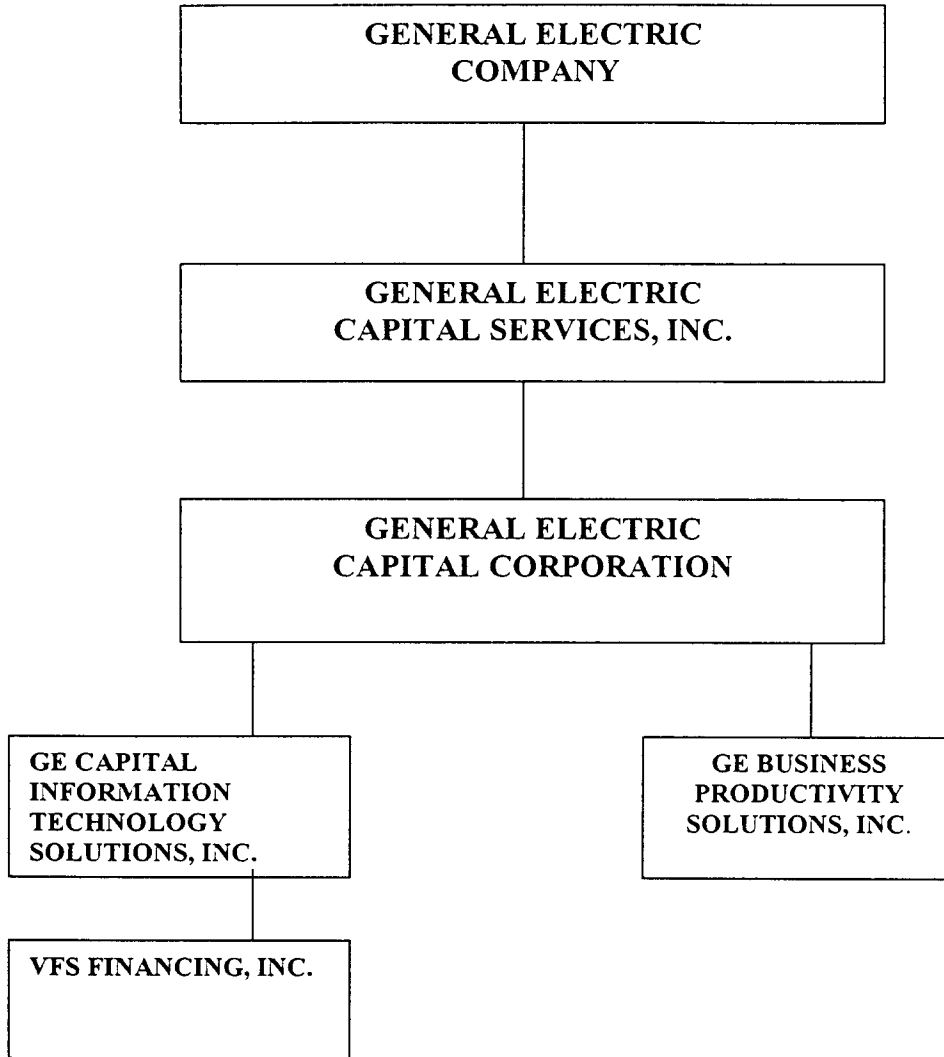 GENERAL ELECTRIC
COMPANY
GENERAL ELECTRIC
CAPITAL SERVICES, INC.
GENERAL ELECTRIC
CAPITAL CORPORATION
GE CAPITAL
INFORMATION
TECHNOLOGY
SOLUTIONS, INC.
GE BUSINESS
PRODUCTIVITY
SOLUTIONS, INC.
VFS FINANCING, INC.